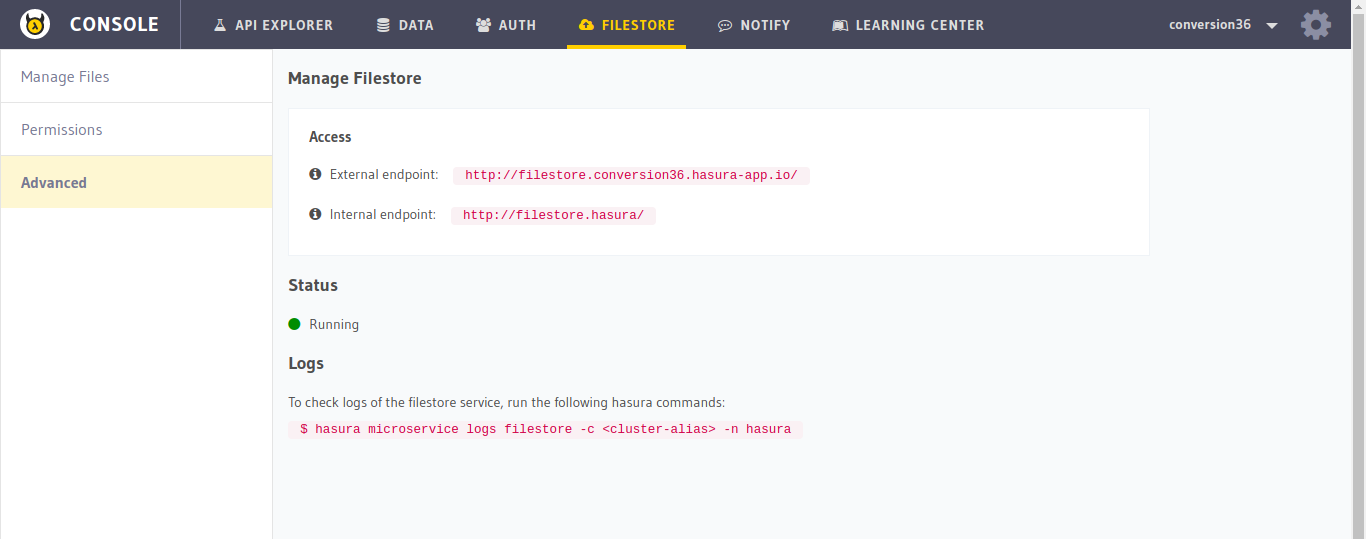 CONSOLE API EXPLORER DATA AUTH FILESTORE NOTIFY LEARNING CENTER conversion36
Manage Files
Permissions
Advanced
Manage Filestore
Access
External endpoint: http://filestore.conversion36.hasura-app.io/
Internal endpoint: http://filestore.hasura/
Status
Running
Logs
To check logs of the filestore service, run the following hasura commands:
$ hasura microservice logs filestore -c <cluster-alias> -n hasura